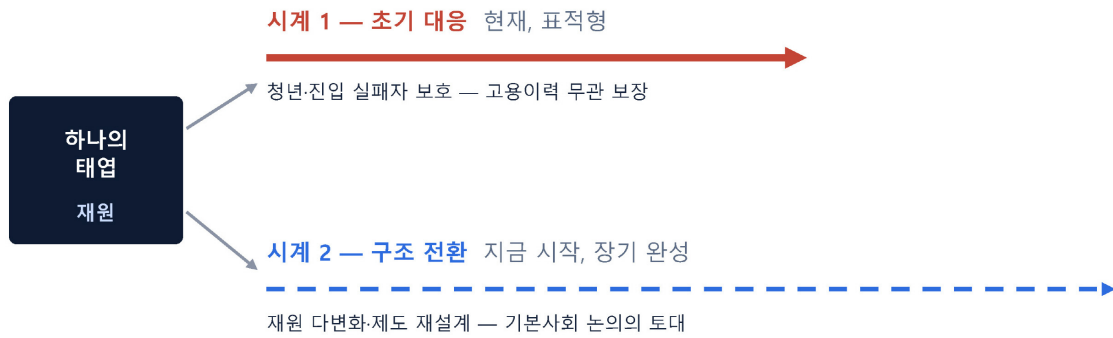 시계 1 — 초기 대응 현재, 표적형
청년·진입 실패자 보호 — 고용이력 무관 보장
하나의
태엽
재원
시계 2 — 구조 전환 지금 시작, 장기 완성
재원 다변화·제도 재설계 — 기본사회 논의의 토대